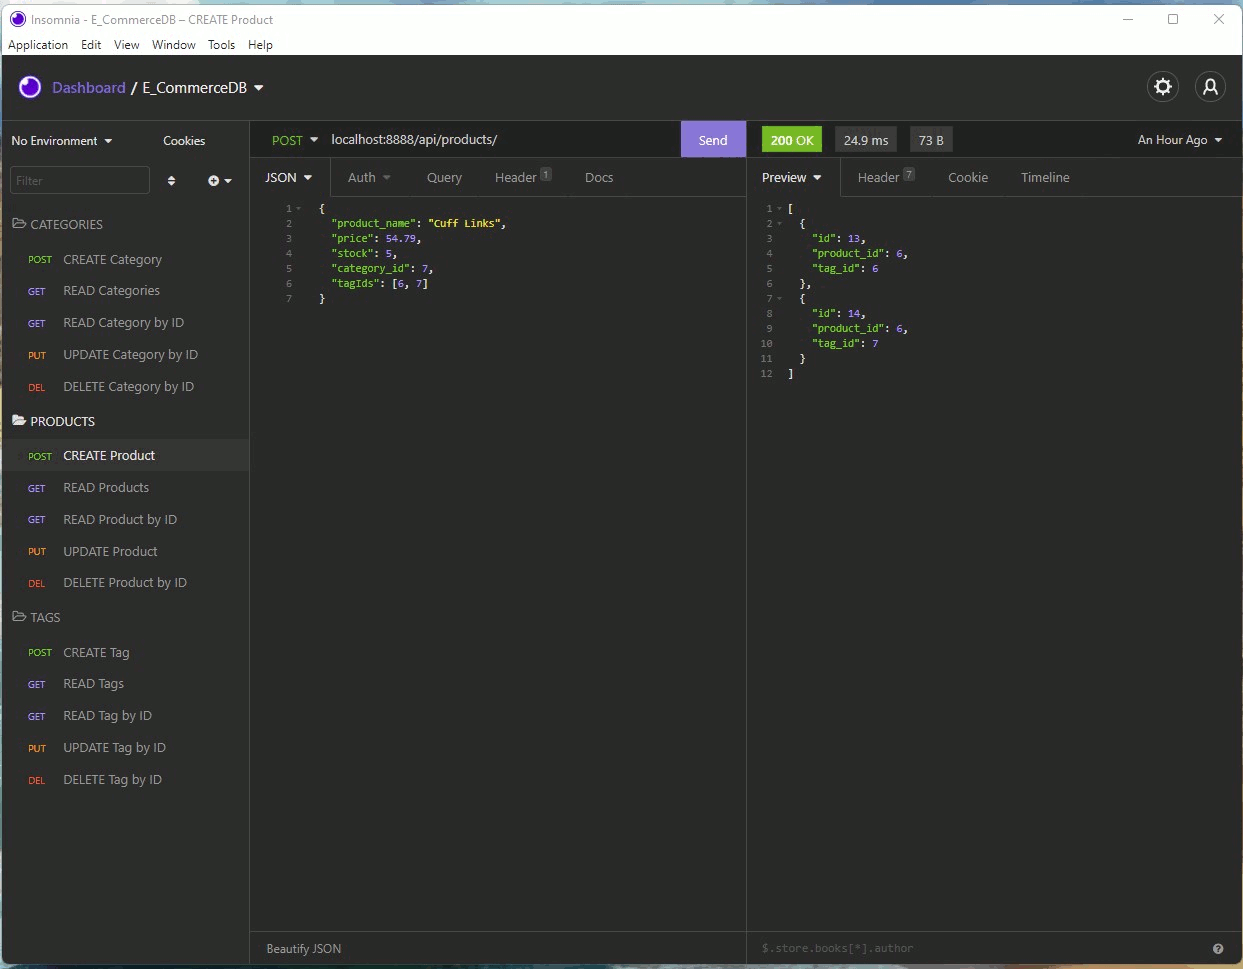 Insomnia - E_CommerceDB – CREATE Product
Application Edit View Window Tools Help
Dashboard / E_CommerceDB
No Environment Cookies
Filter
CATEGORIES
POST CREATE Category
GET READ Categories
GET READ Category by ID
PUT UPDATE Category by ID
DEL DELETE Category by ID
PRODUCTS
POST CREATE Product
GET READ Products
GET READ Product by ID
PUT UPDATE Product
DEL DELETE Product by ID
TAGS
POST CREATE Tag
GET READ Tags
GET READ Tag by ID
PUT UPDATE Tag by ID
DEL DELETE Tag by ID
POST localhost:8888/api/products/ Send
JSON Auth Query Header 1 Docs
1 {
2 "product_name": "Cuff Links",
3 "price": 54.79,
4 "stock": 5,
5 "category_id": 7,
6 "tagIds": [6, 7]
7 }
Beautify JSON
200 OK 24.9 ms 73 B An Hour Ago
Preview Header 7 Cookie Timeline
1 [
2 {
3 "id": 13,
4 "product_id": 6,
5 "tag_id": 6
6 },
7 {
8 "id": 14,
9 "product_id": 6,
10 "tag_id": 7
11 }
12 ]
$.store.books[*].author